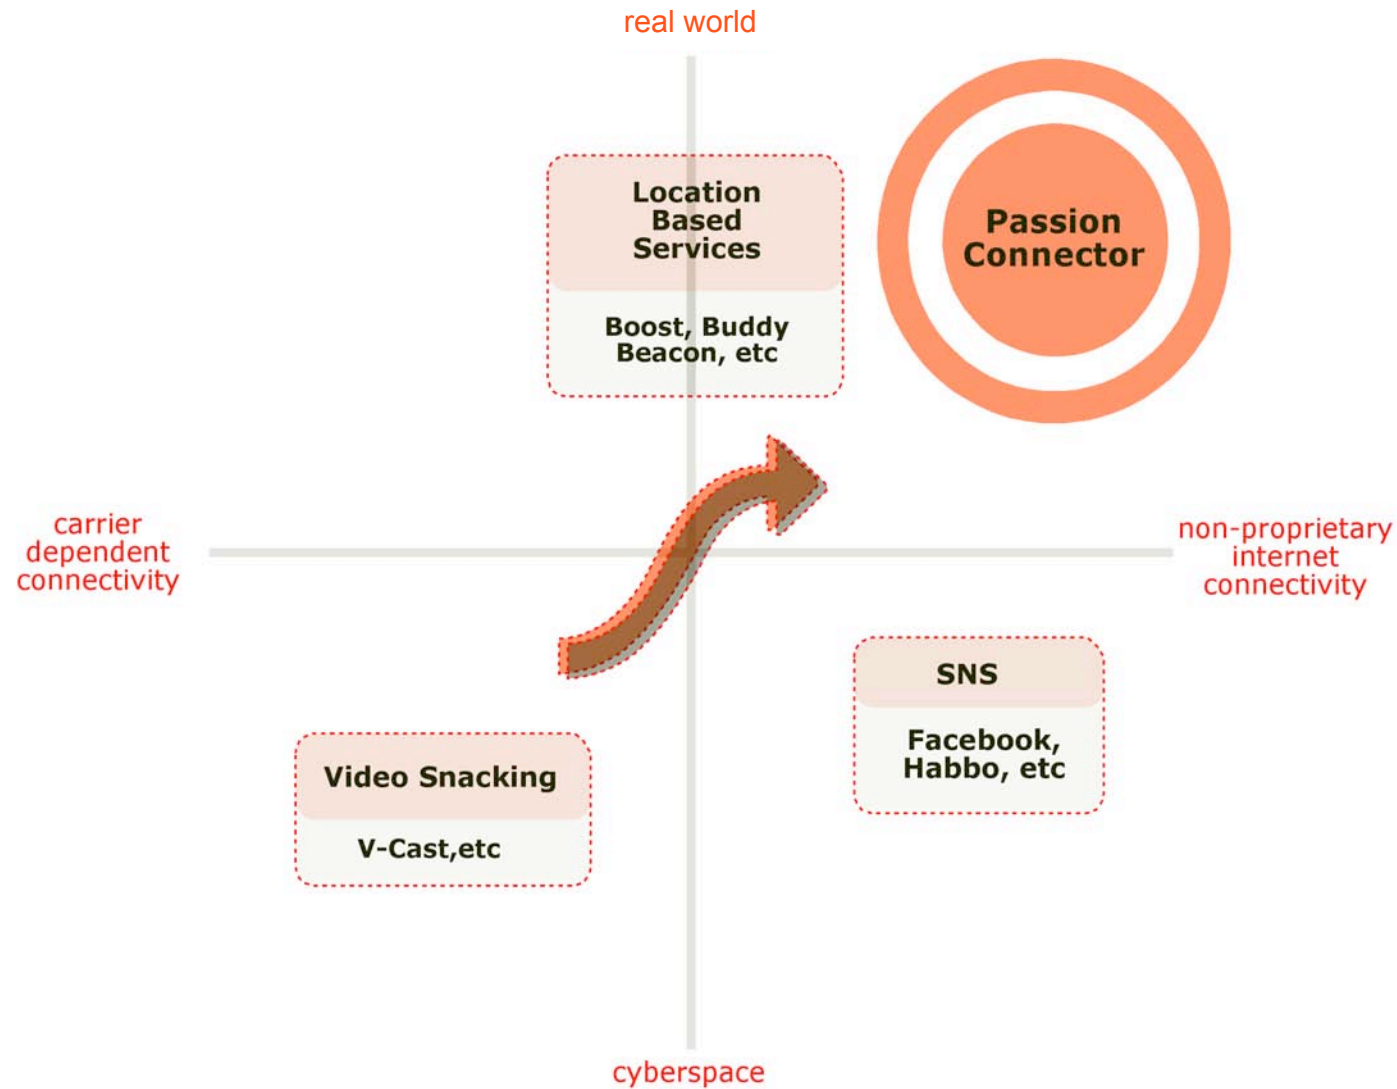 real world
Location
Based
Services
Boost, Buddy
Beacon, etc
Passion
Connector
carrier
dependent
connectivity
non-proprietary
internet
connectivity
SNS
Facebook,
Habbo, etc
Video Snacking
V-Cast,etc
cyberspace